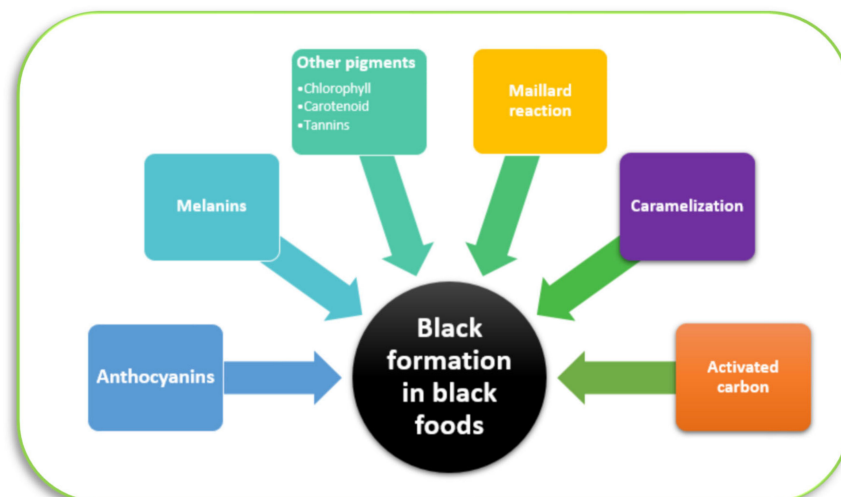 Other pigments
•Chlorophyll
•Carotenoid
•Tannins
Maillard
reaction
Melanins
Caramelization
Anthocyanins
Black
formation
in black
foods
Activated
carbon